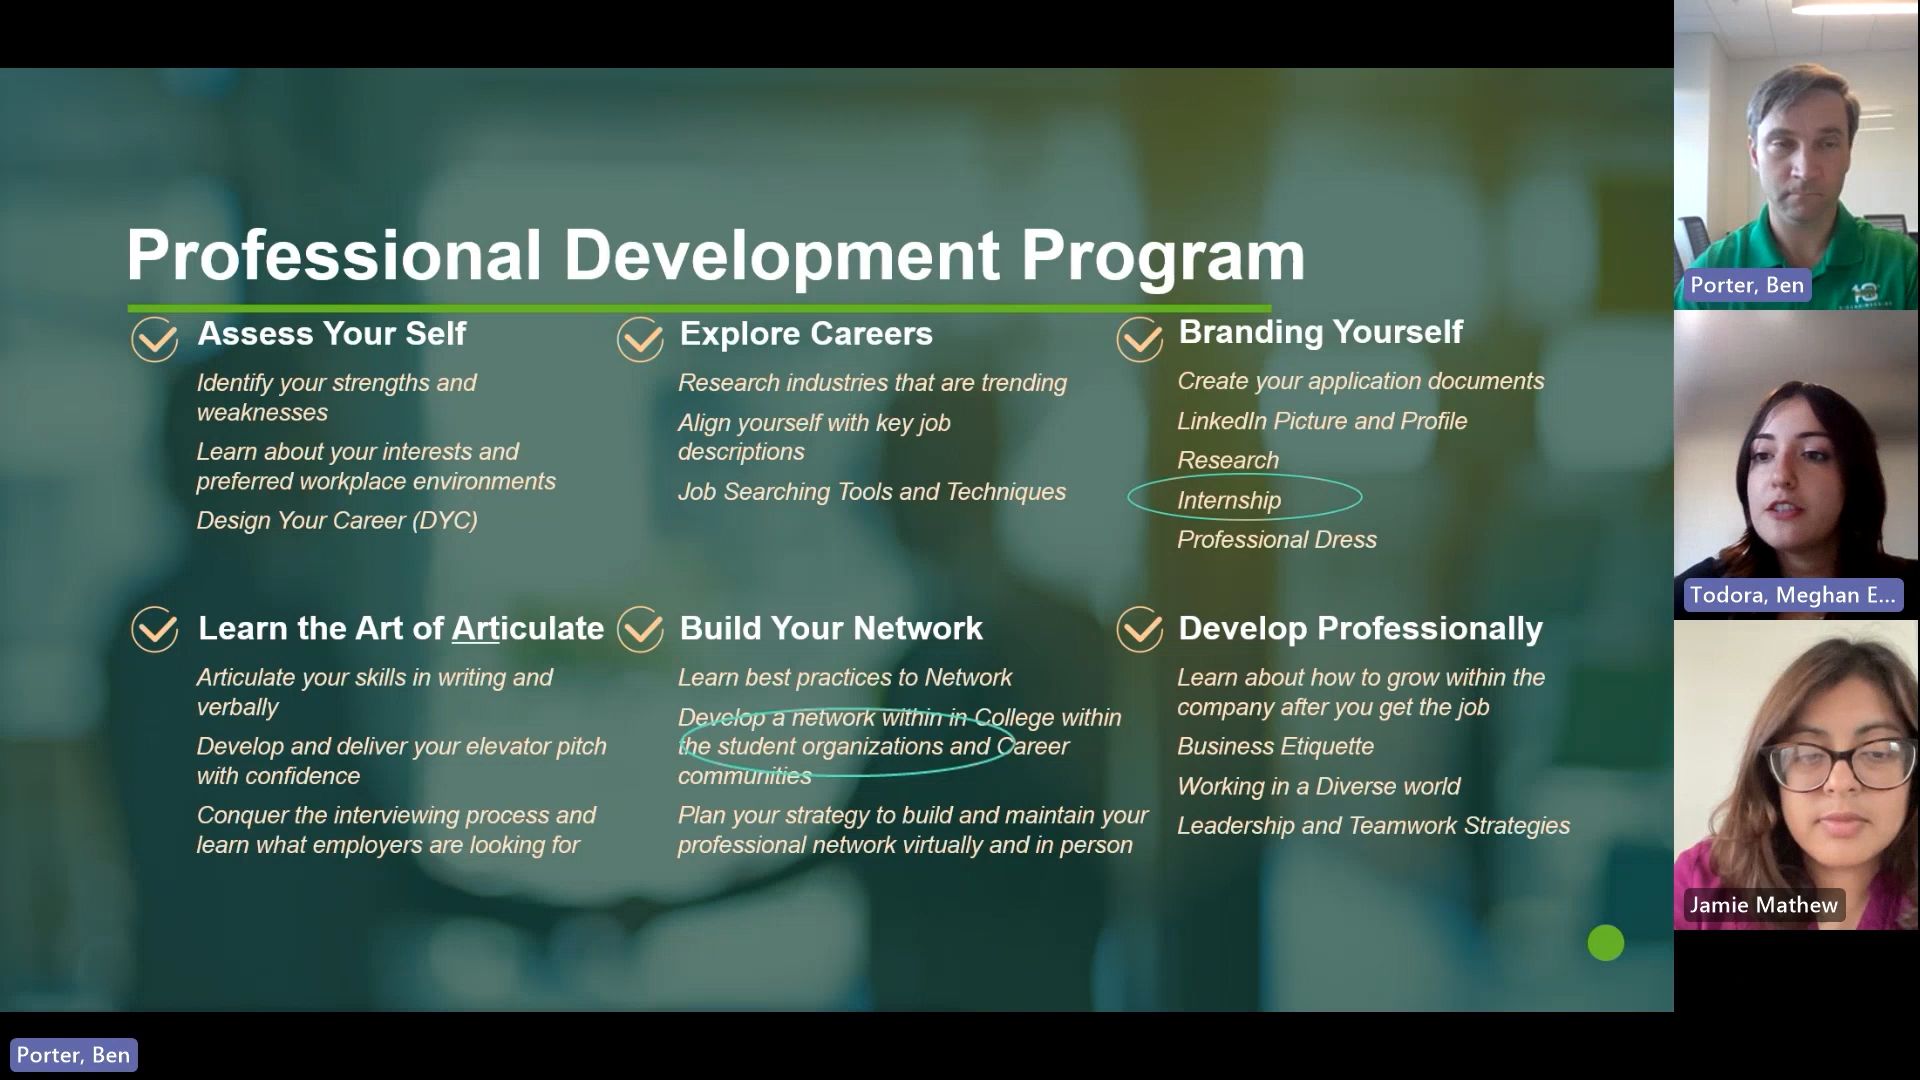 Professional Development Program
Assess Your Self
Identify your strengths and
weaknesses
Learn about your interests and
preferred workplace environments
Design Your Career (DYC)
Explore Careers
Research industries that are trending
Align yourself with key job
descriptions
Job Searching Tools and Techniques
Branding Yourself
Create your application documents
LinkedIn Picture and Profile
Research
Internship
Professional Dress
Learn the Art of Articulate
Articulate your skills in writing and
verbally
Develop and deliver your elevator pitch
with confidence
Conquer the interviewing process and
learn what employers are looking for
Build Your Network
Learn best practices to Network
Develop a network within in College within
the student organizations and Career
communities
Plan your strategy to build and maintain your
professional network virtually and in person
Develop Professionally
Learn about how to grow within the
company after you get the job
Business Etiquette
Working in a Diverse world
Leadership and Teamwork Strategies
Porter, Ben
Todora, Meghan E...
Jamie Mathew
Porter, Ben